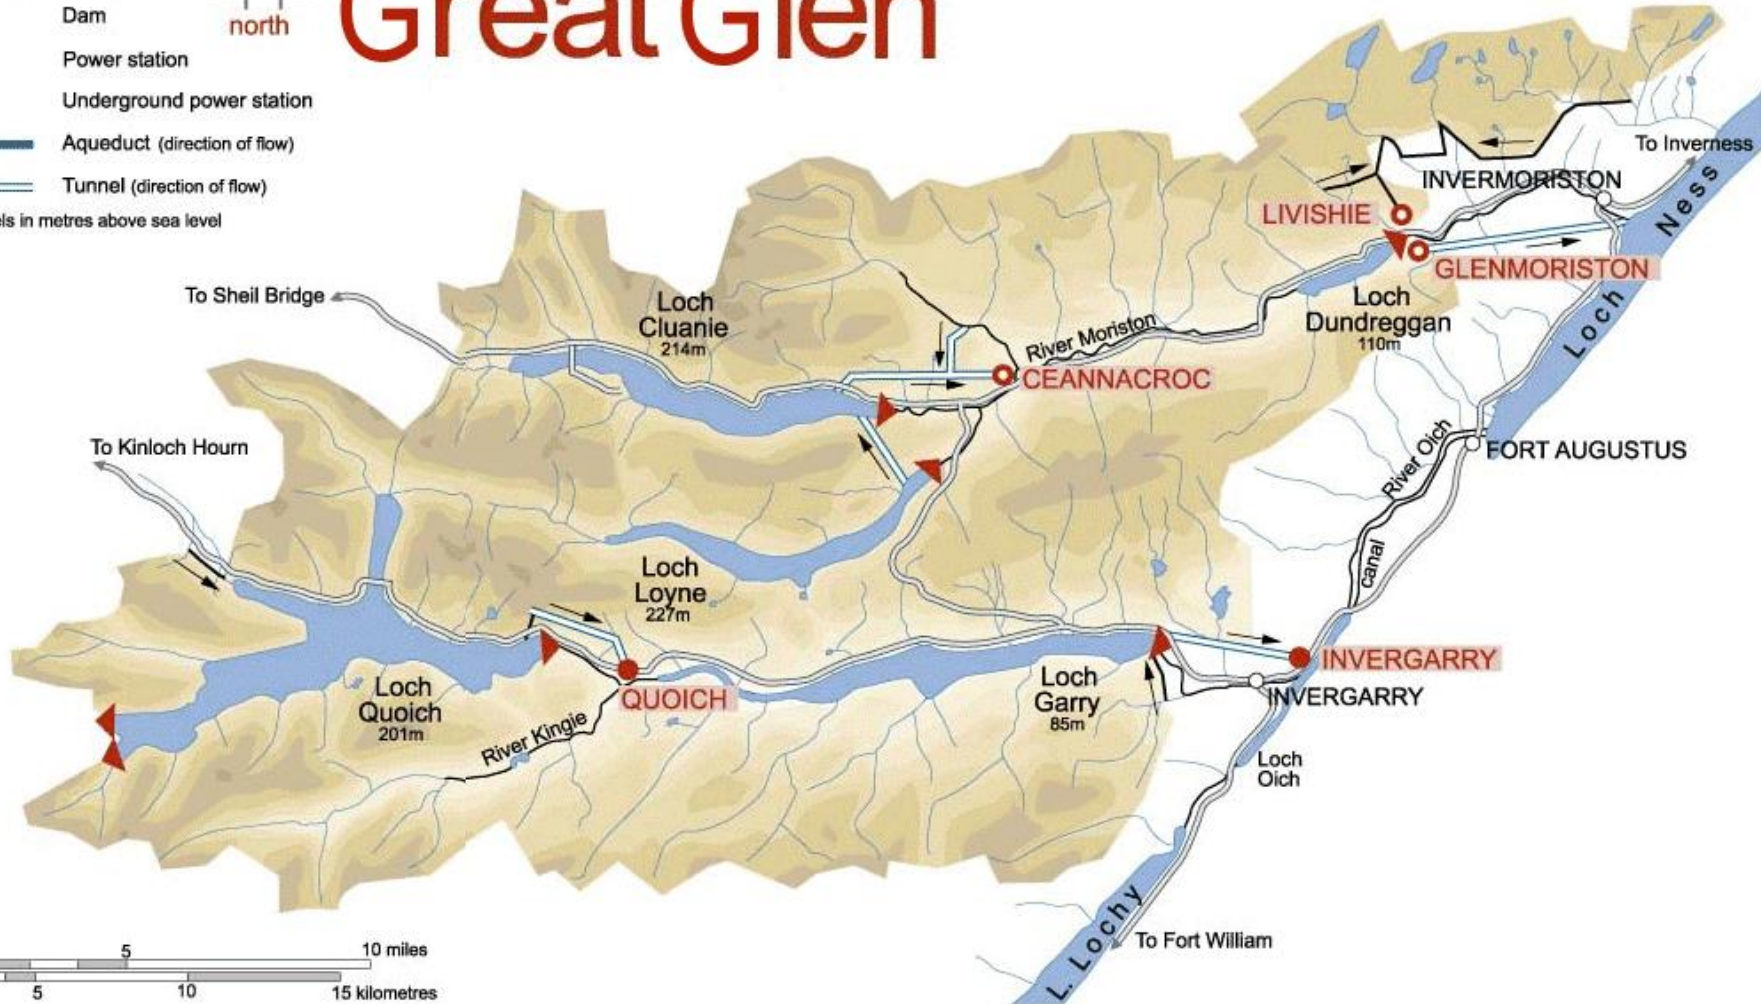 Great Glen
Dam
north
Power station
Underground power station
Aqueduct (direction of flow)
Tunnel (direction of flow)
in metres above sea level
To Inverness
INVERMORISTON
LIVISHIE
GLENMORISTON
Loch Ness
To Sheil Bridge
Loch
Cluanie
214m
River Moriston
Loch
Dundreggan
110m
CEANNACROC
To Kinloch Hourn
River Oich
FORT AUGUSTUS
canal
Loch
Loyne
227m
INVERGARRY
Loch
Garry
85m
INVERGARRY
Loch
Quoich
201m
QUOICH
River Kingie
Loch
Oich
L. Lochy
To Fort William
5
10 miles
5
10
15 kilometres